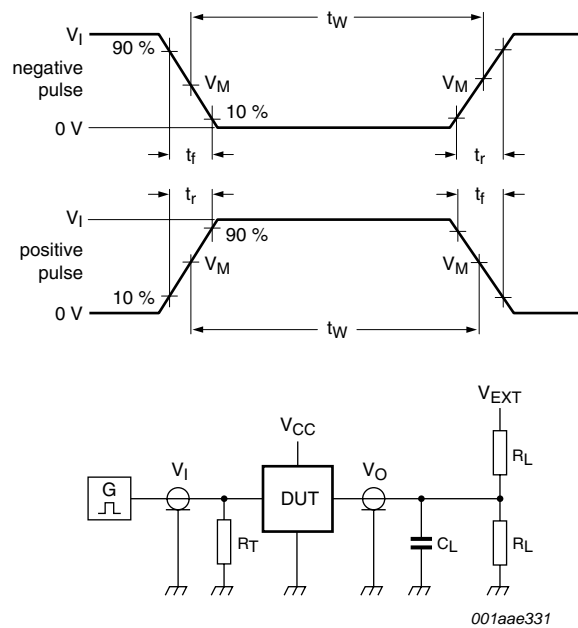 V_I
t_W
90 %
negative
pulse
V_M
V_M
10 %
0 V
t_f
t_r
t_r
t_f
V_I
90 %
positive
pulse
V_M
V_M
10 %
0 V
t_W
V_EXT
V_CC
R_L
V_I
V_O
G
DUT
R_T
C_L
R_L
001aae331